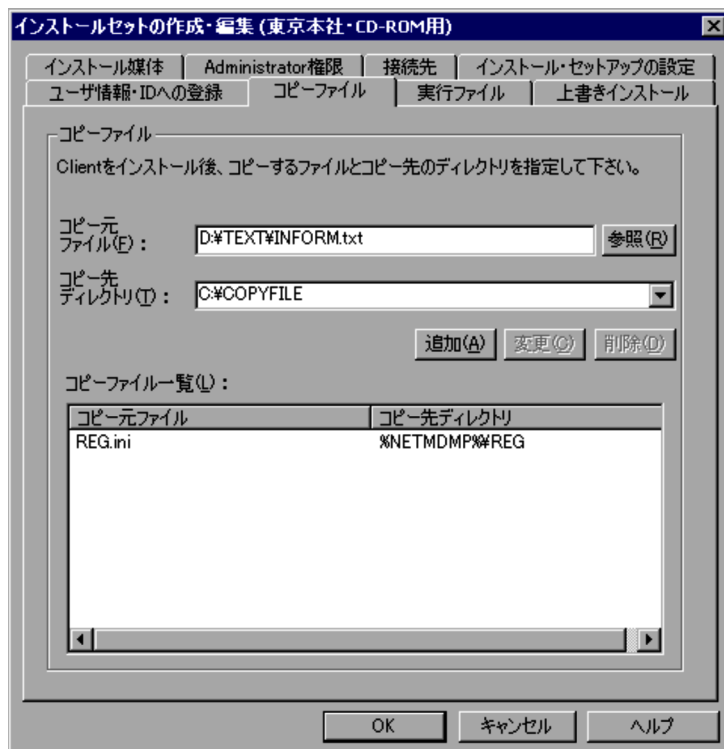 インストールセットの作成・編集 (東京本社・CD-ROM用)
インストール媒体 Administrator権限 接続先 インストール・セットアップの設定
ユーザ情報・IDへの登録 コピーファイル 実行ファイル 上書きインストール
コピーファイル
Clientをインストール後、コピーするファイルとコピー先のディレクトリを指定して下さい。
コピー元
ファイル(F)： D:¥TEXT¥INFORM.txt 参照(R)
コピー先
ディレクトリ(T)： C:¥COPYFILE
追加(A) 変更(C) 削除(D)
コピーファイル一覧(L)：
コピー元ファイル コピー先ディレクトリ
REG.ini %NETMDMP%¥REG
OK キャンセル ヘルプ